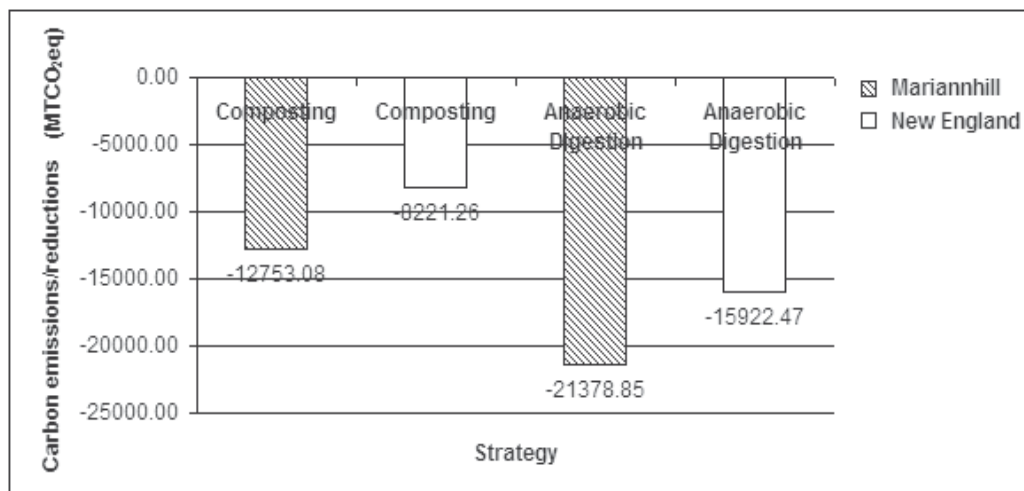 Carbon emissions/reductions (MTCO₂eq)
0.00
-5000.00
-10000.00
-15000.00
-20000.00
-25000.00
Composting
Composting
Anaerobic
Digestion
Anaerobic
Digestion
-12753.08
-8221.26
-21378.85
-15922.47
Strategy
Mariannhill
New England